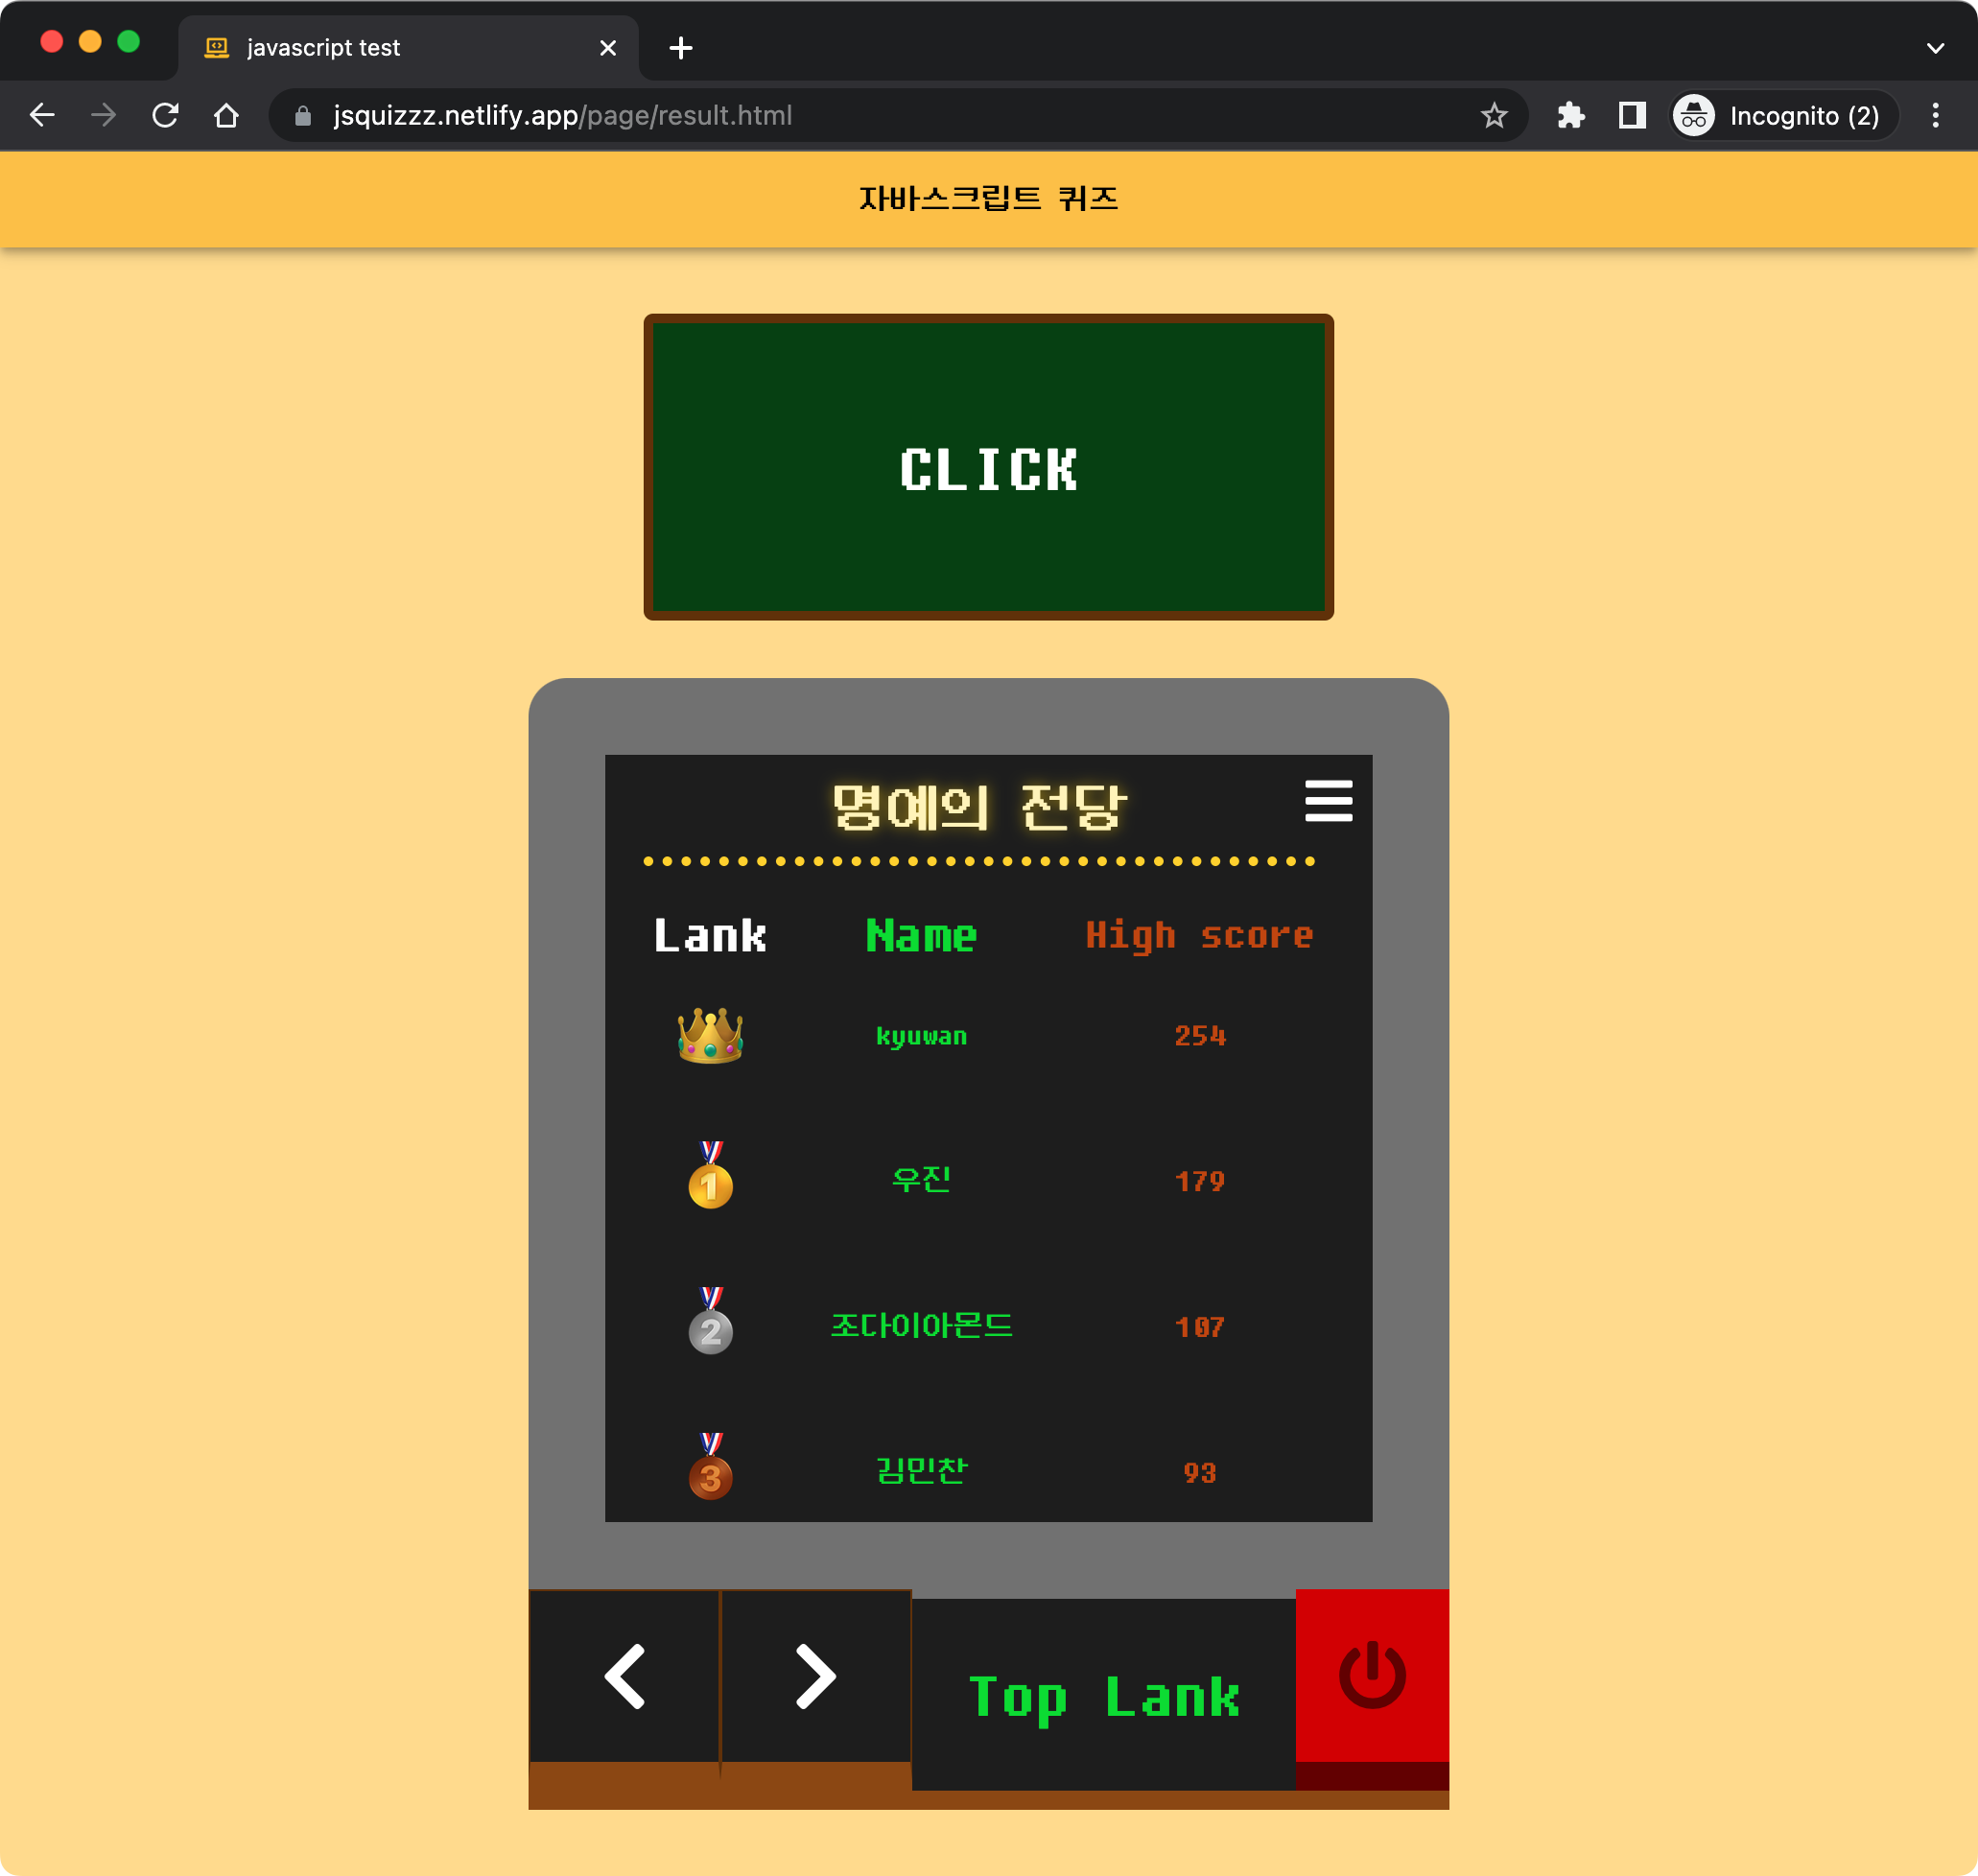 javascript test
jsquizzz.netlify.app/page/result.html
Incognito (2)
자바스크립트 퀴즈
CLICK
명예의 전당
Lank Name High score
kyuwan 254
1 우진 179
2 조다이아몬드 107
3 김민찬 93
Top Lank